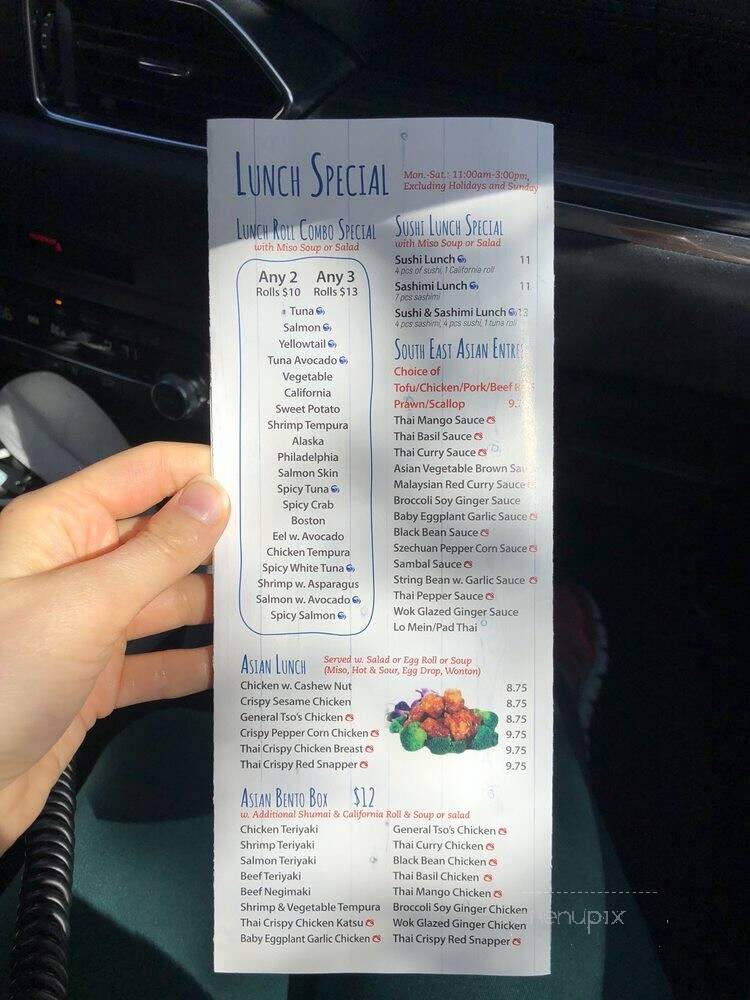 LUNCH SPECIAL
Mon.-Sat.: 11:00am-3:00pm,
Excluding Holidays and Sunday
LUNCH ROLL COMBO SPECIAL
with Miso Soup or Salad
Any 2 Any 3
Rolls $10 Rolls $13
Tuna
Salmon
Yellowtail
Tuna Avocado
Vegetable
California
Sweet Potato
Shrimp Tempura
Alaska
Philadelphia
Salmon Skin
Spicy Tuna
Spicy Crab
Boston
Eel w. Avocado
Chicken Tempura
Spicy White Tuna
Shrimp w. Asparagus
Salmon w. Avocado
Spicy Salmon
SUSHI LUNCH SPECIAL
with Miso Soup or Salad
Sushi Lunch 11
4 pcs of sushi, 1 California roll
Sashimi Lunch 11
7 pcs sashimi
Sushi & Sashimi Lunch 13
4 pcs sashimi, 4 pcs sushi, 1 tuna roll
SOUTH EAST ASIAN
Choice of
Tofu/Chicken/Pork/Beef
Prawn/Scallop
Thai Mango Sauce
Thai Basil Sauce
Thai Curry Sauce
Asian Vegetable Brown
Malaysian Red Curry Sauce
Broccoli Soy Ginger Sauce
Baby Eggplant Garlic Sauce
Black Bean Sauce
Szechuan Pepper Corn Sauce
Sambal Sauce
String Bean w. Garlic Sauce
Thai Pepper Sauce
Wok Glazed Ginger Sauce
Lo Mein/Pad Thai
ASIAN LUNCH
Served w. Salad or Egg Roll or Soup
(Miso, Hot & Sour, Egg Drop, Wonton)
Chicken w. Cashew Nut 8.75
Crispy Sesame Chicken 8.75
General Tso's Chicken 8.75
Crispy Pepper Corn Chicken 9.75
Thai Crispy Chicken Breast 9.75
Thai Crispy Red Snapper 9.75
ASIAN BENTO BOX $12
w. Additional Shumai & California Roll & Soup or salad
Chicken Teriyaki
Shrimp Teriyaki
Salmon Teriyaki
Beef Teriyaki
Beef Negimaki
Shrimp & Vegetable Tempura
Thai Crispy Chicken Katsu
Baby Eggplant Garlic Chicken
General Tso's Chicken
Thai Curry Chicken
Black Bean Chicken
Thai Basil Chicken
Thai Mango Chicken
Broccoli Soy Ginger Chicken
Wok Glazed Ginger Chicken
Thai Crispy Red Snapper
menupix